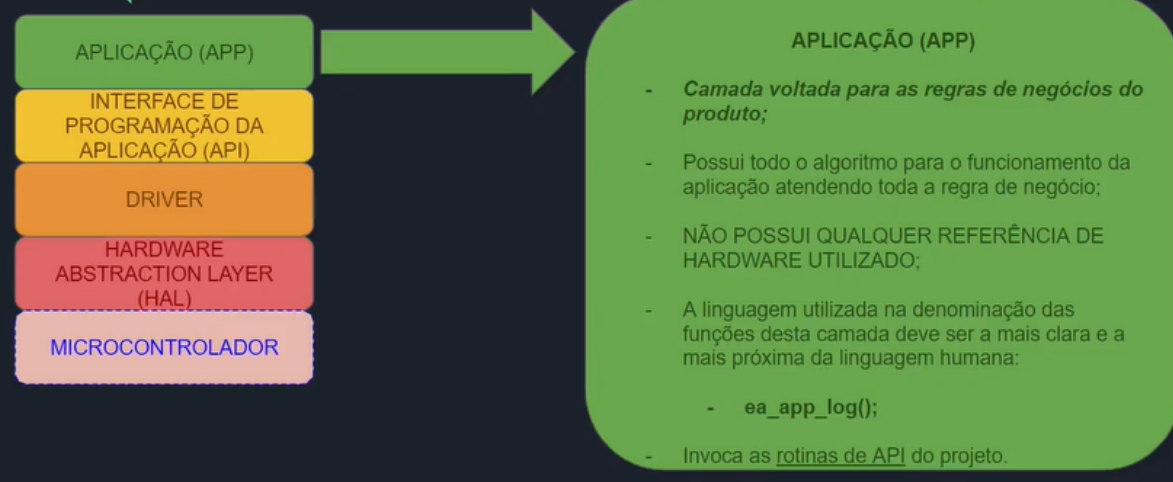 APLICAÇÃO (APP)
INTERFACE DE
PROGRAMAÇÃO DA
APLICAÇÃO (API)
DRIVER
HARDWARE
ABSTRACTION LAYER
(HAL)
MICROCONTROLADOR
APLICAÇÃO (APP)
- Camada voltada para as regras de negócios do
produto;
- Possui todo o algoritmo para o funcionamento da
aplicação atendendo toda a regra de negócio;
- NÃO POSSUI QUALQUER REFERÊNCIA DE
HARDWARE UTILIZADO;
- A linguagem utilizada na denominação das
funções desta camada deve ser a mais clara e a
mais próxima da linguagem humana:
- ea_app_log();
- Invoca as rotinas de API do projeto.